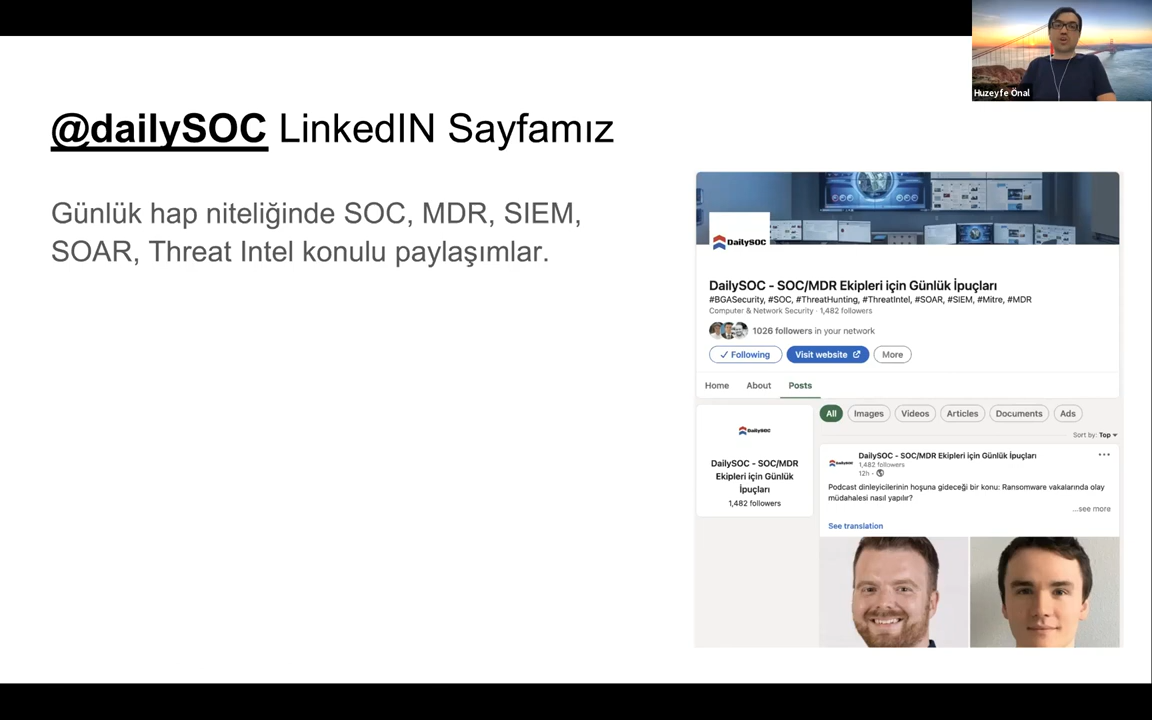 Huzeyfe Önal
@dailySOC LinkedIN Sayfamız
Günlük hap niteliğinde SOC, MDR, SIEM,
SOAR, Threat Intel konulu paylaşımlar.
DailySOC
DailySOC - SOC/MDR Ekipleri için Günlük İpuçları
#BGASecurity, #SOC, #ThreatHunting, #ThreatIntel, #SOAR, #SIEM, #Mitre, #MDR
Computer & Network Security · 1,482 followers
1026 followers in your network
Following
Visit website
More
Home About Posts
All Images Videos Articles Documents Ads
Sort by: Top
DailySOC
DailySOC - SOC/MDR
Ekipleri için Günlük
İpuçları
1,482 followers
DailySOC
DailySOC - SOC/MDR Ekipleri için Günlük İpuçları
1,482 followers
12h ·
Podcast dinleyicilerinin hoşuna gideceği bir konu: Ransomware vakalarında olay
müdahalesi nasıl yapılır?
...see more
See translation